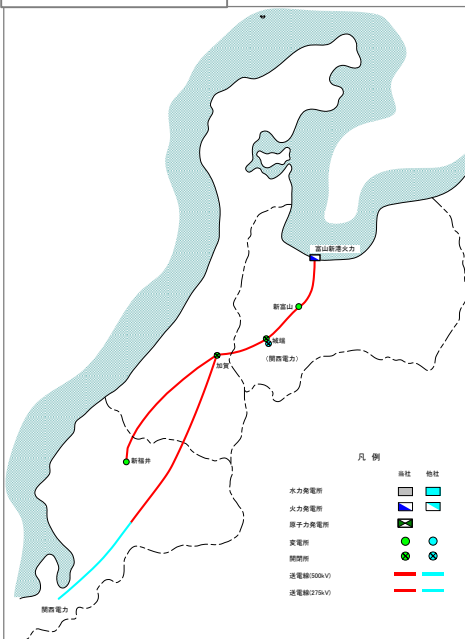 富山新港火力
新富山
城端
(関西電力)
加賀
新福井
関西電力
凡 例
当社 他社
水力発電所
火力発電所
原子力発電所
変電所
開閉所
送電線(500kV)
送電線(275kV)